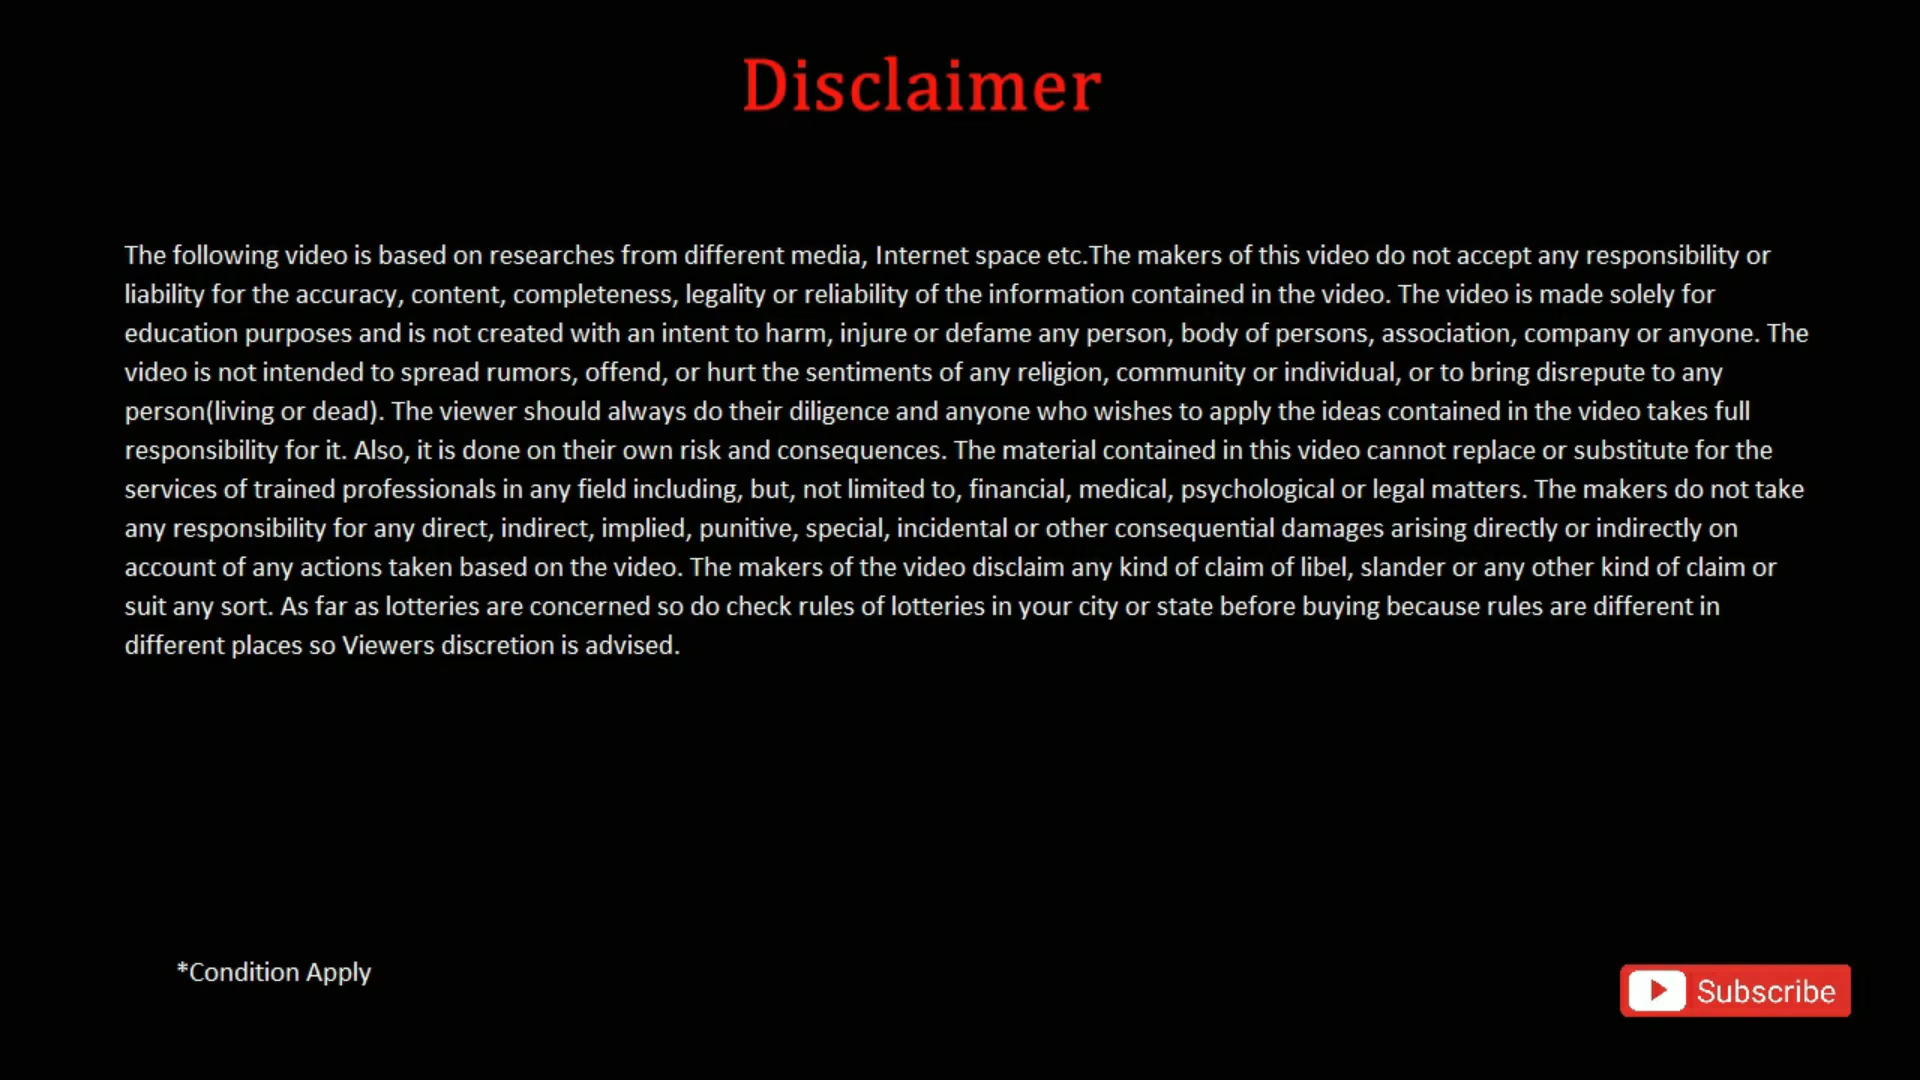 Disclaimer
The following video is based on researches from different media, Internet space etc.The makers of this video do not accept any responsibility or
liability for the accuracy, content, completeness, legality or reliability of the information contained in the video. The video is made solely for
education purposes and is not created with an intent to harm, injure or defame any person, body of persons, association, company or anyone. The
video is not intended to spread rumors, offend, or hurt the sentiments of any religion, community or individual, or to bring disrepute to any
person(living or dead). The viewer should always do their diligence and anyone who wishes to apply the ideas contained in the video takes full
responsibility for it. Also, it is done on their own risk and consequences. The material contained in this video cannot replace or substitute for the
services of trained professionals in any field including, but, not limited to, financial, medical, psychological or legal matters. The makers do not take
any responsibility for any direct, indirect, implied, punitive, special, incidental or other consequential damages arising directly or indirectly on
account of any actions taken based on the video. The makers of the video disclaim any kind of claim of libel, slander or any other kind of claim or
suit any sort. As far as lotteries are concerned so do check rules of lotteries in your city or state before buying because rules are different in
different places so Viewers discretion is advised.
*Condition Apply
Subscribe